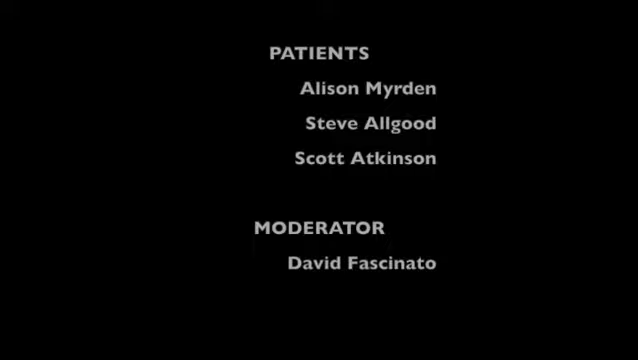 PATIENTS
Alison Myrden
Steve Allgood
Scott Atkinson
MODERATOR
David Fascinato